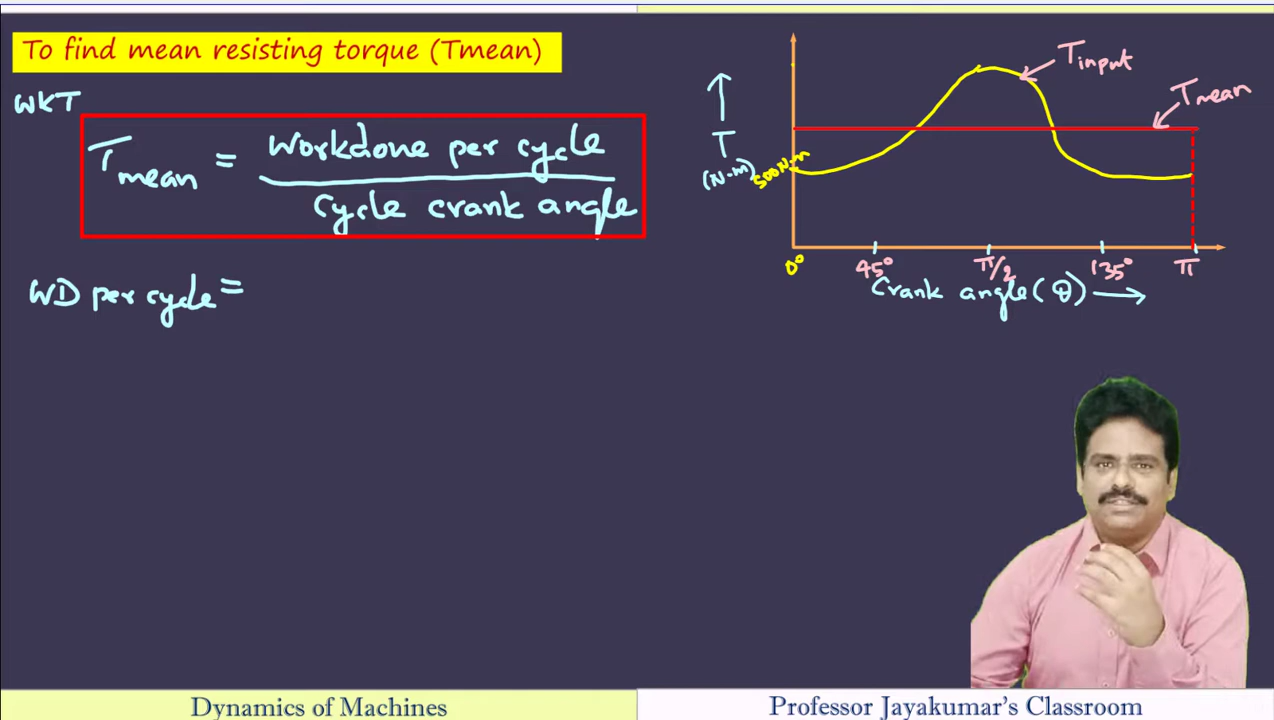 To find mean resisting torque (Tmean)
WKT
Tmean = Workdone per cycle
cycle crank angle
WD per cycle =
Tinput
Tmean
T
(N-m)
500N-m
0°
45°
π/2
135°
π
Crank angle(θ)
Dynamics of Machines
Professor Jayakumar's Classroom